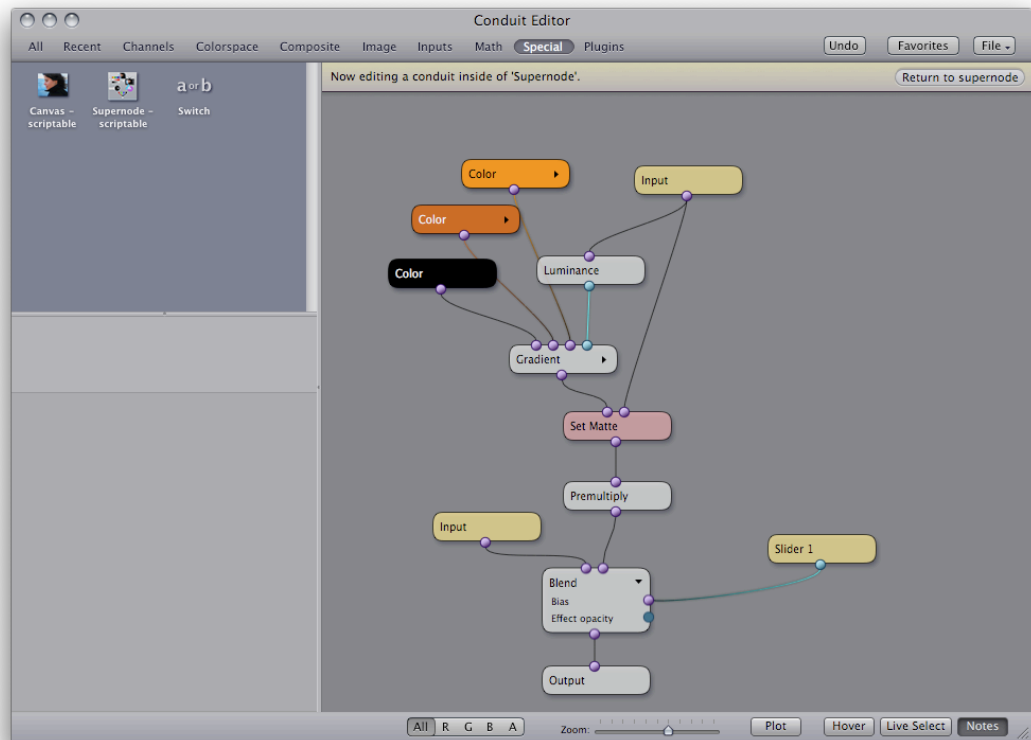 Conduit Editor
All Recent Channels Colorspace Composite Image Inputs Math Special Plugins Undo Favorites File
Now editing a conduit inside of 'Supernode'. Return to supernode
a or b
Canvas – scriptable
Supernode – scriptable
Switch
Color
Input
Color
Color
Luminance
Gradient
Set Matte
Premultiply
Input
Slider 1
Blend
Bias
Effect opacity
Output
All R G B A Zoom: Plot Hover Live Select Notes